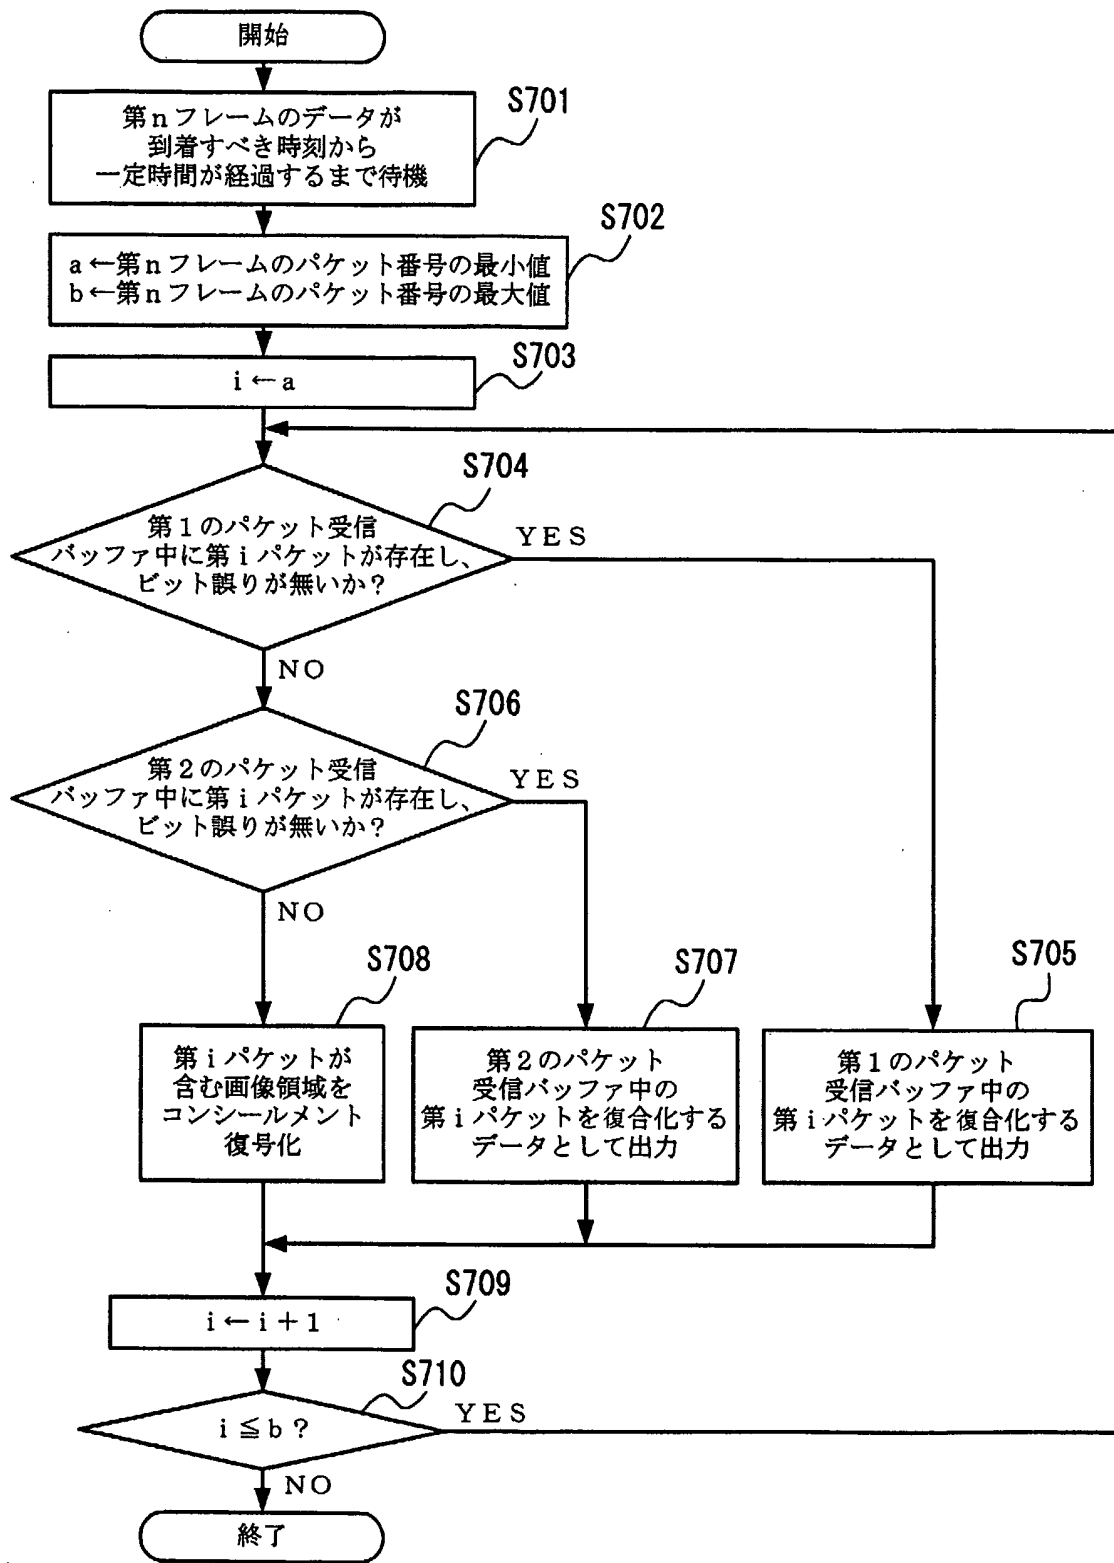 開始
第nフレームのデータが
到着すべき時刻から
一定時間が経過するまで待機
S701
a←第nフレームのパケット番号の最小値
b←第nフレームのパケット番号の最大値
S702
i←a
S703
第1のパケット受信
バッファ中に第iパケットが存在し、
ビット誤りが無いか?
S704
YES
NO
第2のパケット受信
バッファ中に第iパケットが存在し、
ビット誤りが無いか?
S706
YES
NO
第iパケットが
含む画像領域を
コンシールメント
復号化
S708
第2のパケット
受信バッファ中の
第iパケットを復合化する
データとして出力
S707
第1のパケット
受信バッファ中の
第iパケットを復合化する
データとして出力
S705
i←i+1
S709
i≦b?
S710
YES
NO
終了